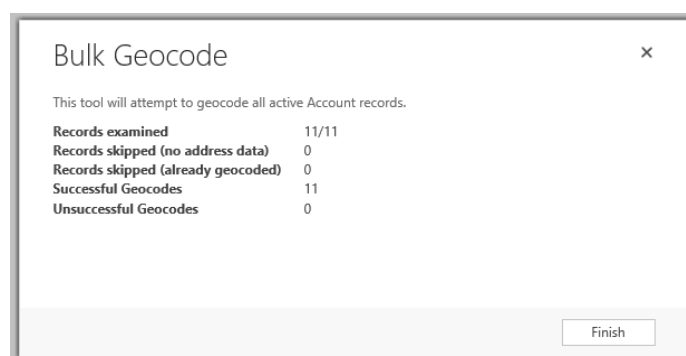 Bulk Geocode
×
This tool will attempt to geocode all active Account records.
Records examined 11/11
Records skipped (no address data) 0
Records skipped (already geocoded) 0
Successful Geocodes 11
Unsuccessful Geocodes 0
Finish